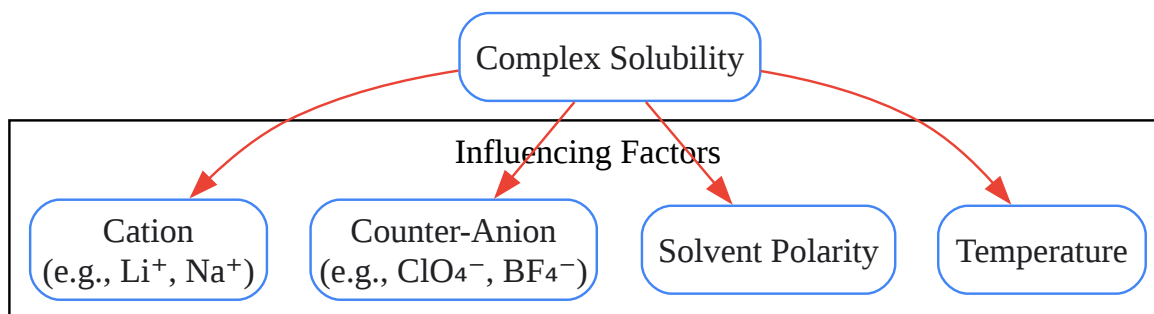 Complex Solubility
Influencing Factors
Cation
(e.g., Li⁺, Na⁺)
Counter-Anion
(e.g., ClO₄⁻, BF₄⁻)
Solvent Polarity
Temperature